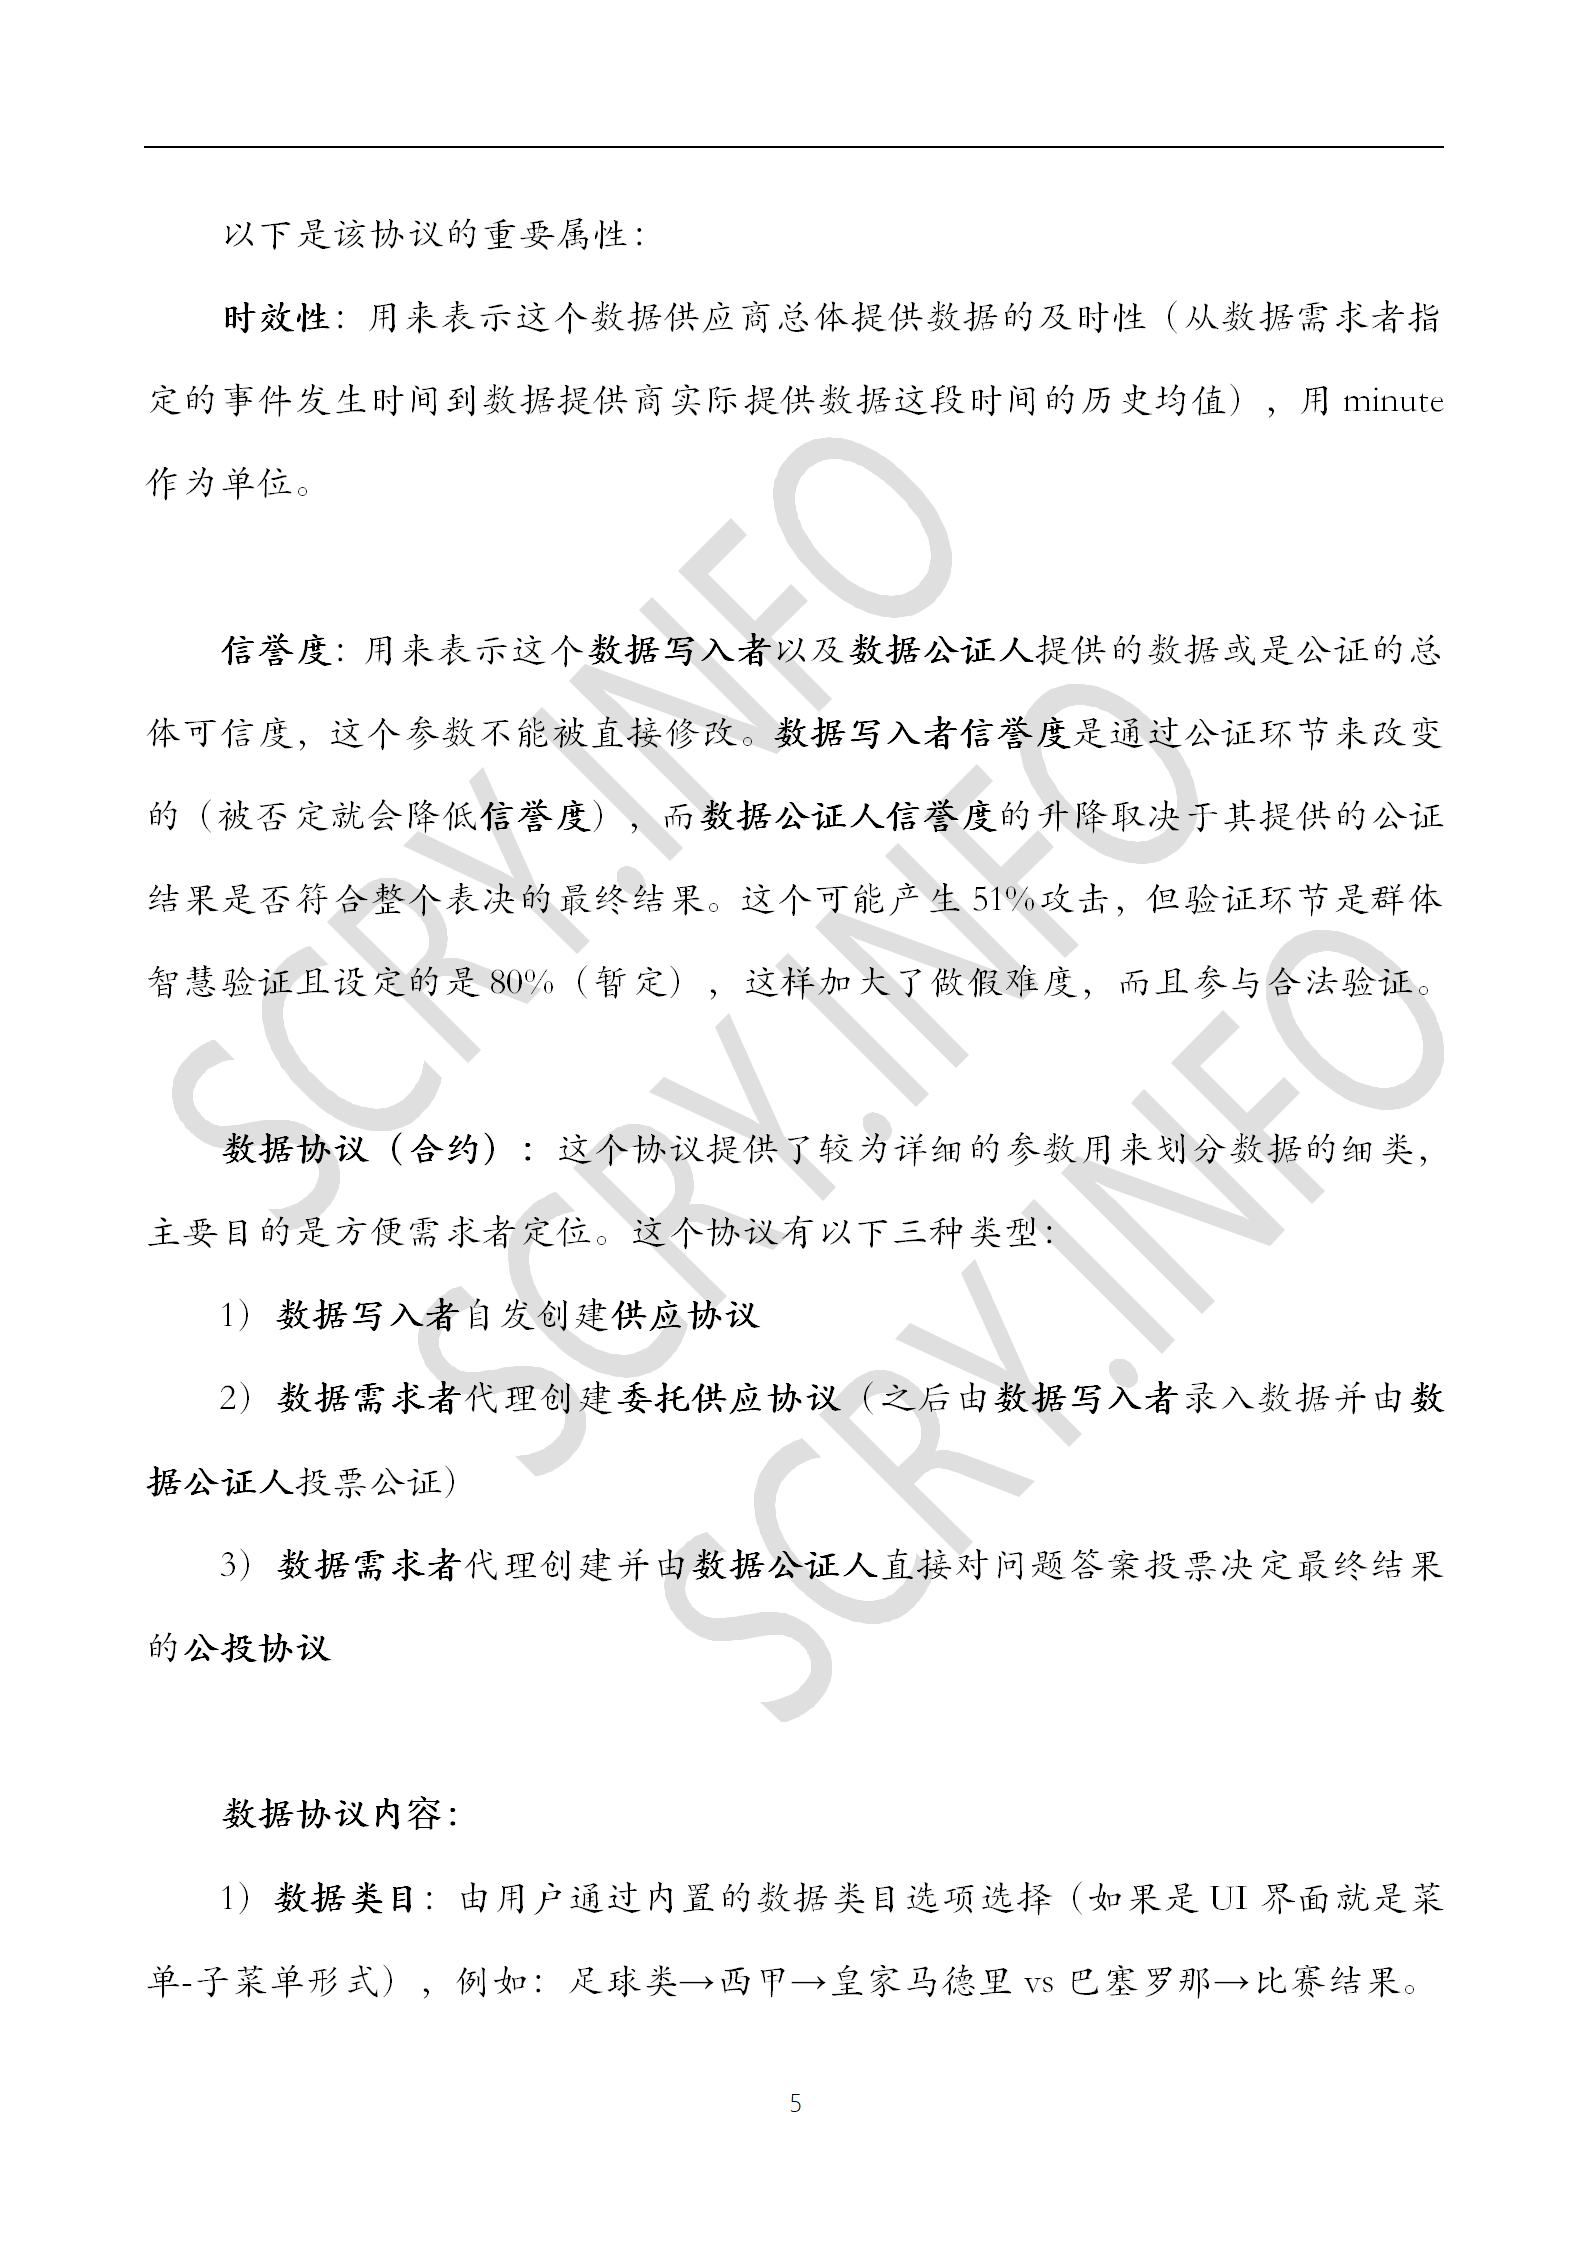 以下是该协议的重要属性：
时效性：用来表示这个数据供应商总体提供数据的及时性（从数据需求者指
定的事件发生时间到数据提供商实际提供数据这段时间的历史均值），用 minute
作为单位。
信誉度：用来表示这个数据写入者以及数据公证人提供的数据或是公证的总
体可信度，这个参数不能被直接修改。数据写入者信誉度是通过公证环节来改变
的（被否定就会降低信誉度），而数据公证人信誉度的升降取决于其提供的公证
结果是否符合整个表决的最终结果。这个可能产生 51%攻击，但验证环节是群体
智慧验证且设定的是 80%（暂定），这样加大了做假难度，而且参与合法验证。
数据协议（合约）：这个协议提供了较为详细的参数用来划分数据的细类，
主要目的是方便需求者定位。这个协议有以下三种类型：
1）数据写入者自发创建供应协议
2）数据需求者代理创建委托供应协议（之后由数据写入者录入数据并由数
据公证人投票公证）
3）数据需求者代理创建并由数据公证人直接对问题答案投票决定最终结果
的公投协议
数据协议内容：
1）数据类目：由用户通过内置的数据类目选项选择（如果是 UI 界面就是菜
单-子菜单形式），例如：足球类→西甲→皇家马德里 vs 巴塞罗那→比赛结果。
5
SCRY.INFO
SCRY.INFO
SCRY.INFO